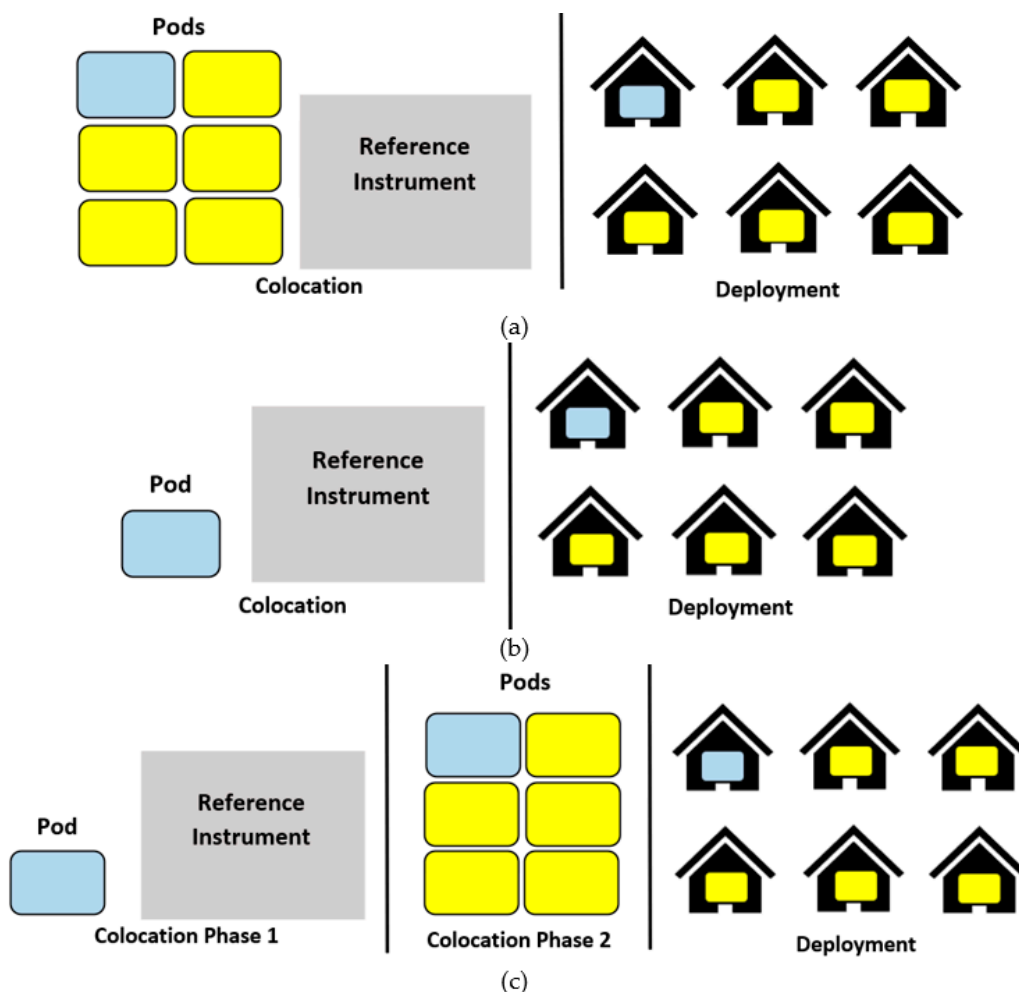 Pods
Reference
Instrument
Colocation
Deployment
(a)
Reference
Instrument
Pod
Colocation
Deployment
(b)
Pods
Reference
Instrument
Pod
Colocation Phase 1
Colocation Phase 2
Deployment
(c)